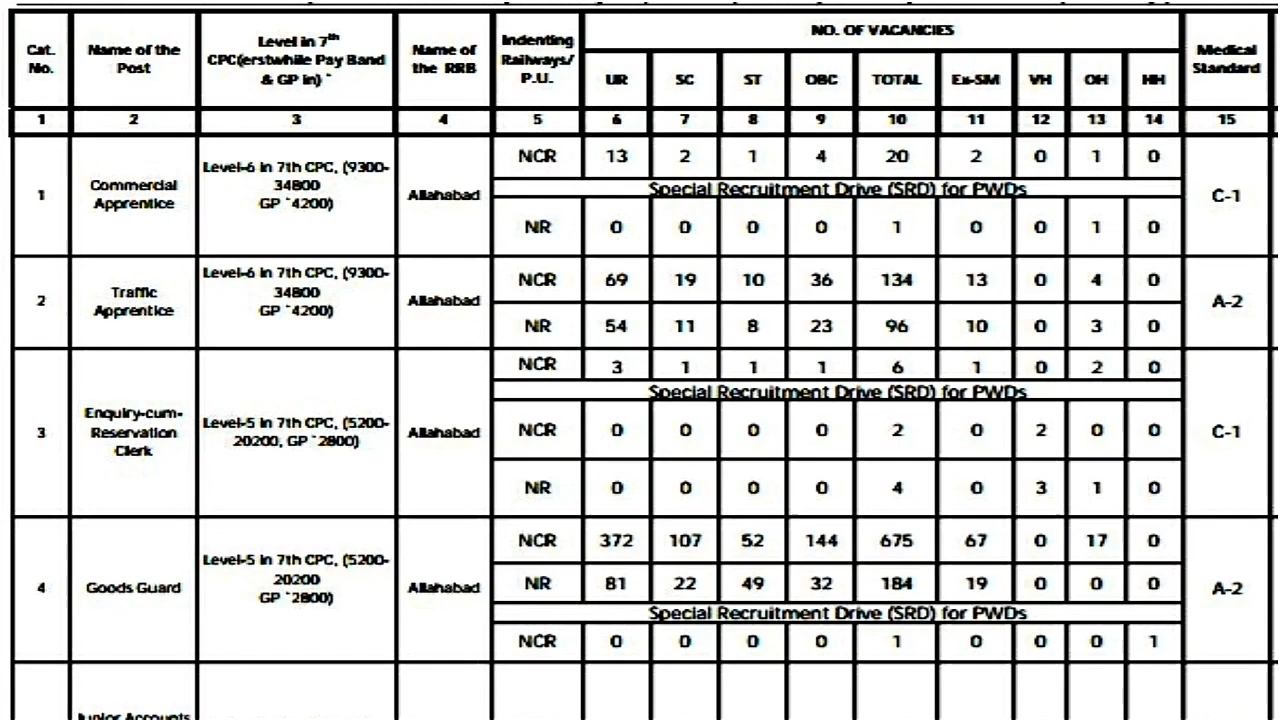 Cat. No. | Name of the Post | Level in 7th CPC(erstwhile Pay Band & GP in) ` | Name of the RRB | Indenting Railways/ P.U. | NO. OF VACANCIES | Medical Standard
UR | SC | ST | OBC | TOTAL | Ex-SM | VH | OH | HH
1 | 2 | 3 | 4 | 5 | 6 | 7 | 8 | 9 | 10 | 11 | 12 | 13 | 14 | 15
1 | Commercial Apprentice | Level-6 in 7th CPC, (9300-34800 GP `4200) | Allahabad | NCR | 13 | 2 | 1 | 4 | 20 | 2 | 0 | 1 | 0 | C-1
Special Recruitment Drive (SRD) for PWDs
NR | 0 | 0 | 0 | 0 | 1 | 0 | 0 | 1 | 0
2 | Traffic Apprentice | Level-6 in 7th CPC, (9300-34800 GP `4200) | Allahabad | NCR | 69 | 19 | 10 | 36 | 134 | 13 | 0 | 4 | 0 | A-2
NR | 54 | 11 | 8 | 23 | 96 | 10 | 0 | 3 | 0
3 | Enquiry-cum-Reservation Clerk | Level-5 in 7th CPC, (5200-20200, GP `2800) | Allahabad | NCR | 3 | 1 | 1 | 1 | 6 | 1 | 0 | 2 | 0 | C-1
Special Recruitment Drive (SRD) for PWDs
NCR | 0 | 0 | 0 | 0 | 2 | 0 | 2 | 0 | 0
NR | 0 | 0 | 0 | 0 | 4 | 0 | 3 | 1 | 0
4 | Goods Guard | Level-5 in 7th CPC, (5200-20200 GP `2800) | Allahabad | NCR | 372 | 107 | 52 | 144 | 675 | 67 | 0 | 17 | 0 | A-2
NR | 81 | 22 | 49 | 32 | 184 | 19 | 0 | 0 | 0
Special Recruitment Drive (SRD) for PWDs
NCR | 0 | 0 | 0 | 0 | 1 | 0 | 0 | 0 | 1
Junior Accounts